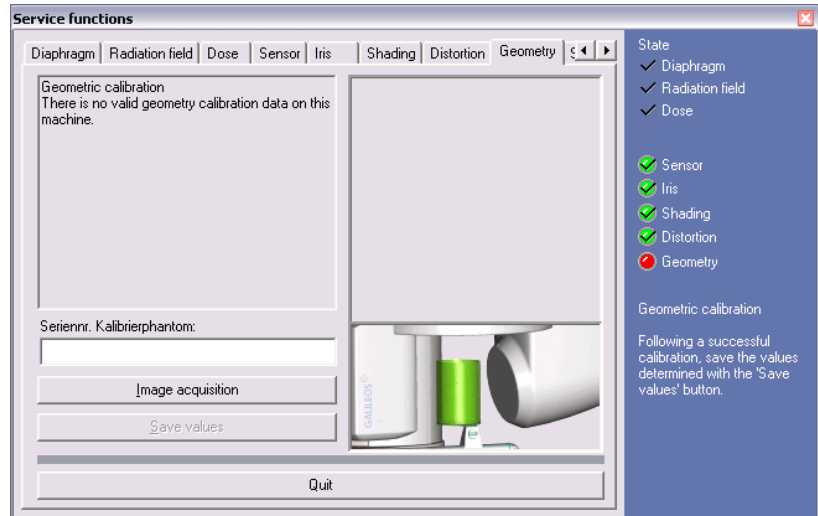 Service functions
Diaphragm
Radiation field
Dose
Sensor
Iris
Shading
Distortion
Geometry
Geometric calibration
There is no valid geometry calibration data on this
machine.
Seriennr. Kalibrierphantom:
Image acquisition
Save values
Quit
GALILEOS
State
Diaphragm
Radiation field
Dose
Sensor
Iris
Shading
Distortion
Geometry
Geometric calibration
Following a successful
calibration, save the values
determined with the 'Save
values' button.